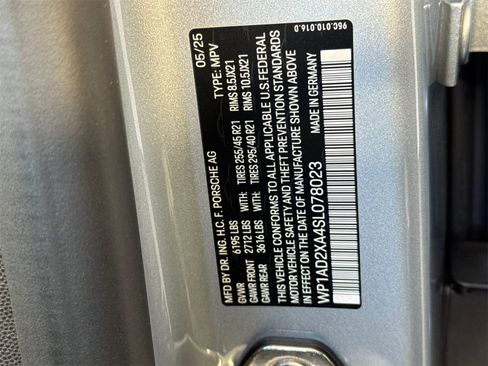 MFD BY DR. ING. H.C. F. PORSCHE AG 05/25
TYPE: MPV
GVWR 6195 LBS
GAWR FRONT 2712 LBS WITH: TIRES 255/45 R21 RIMS 8.5JX21
GAWR REAR 3616 LBS WITH: TIRES 295/40 R21 RIMS 10.5JX21
THIS VEHICLE CONFORMS TO ALL APPLICABLE U.S.FEDERAL
MOTOR VEHICLE SAFETY AND THEFT PREVENTION STANDARDS
IN EFFECT ON THE DATE OF MANUFACTURE SHOWN ABOVE
WP1AD2XA4SL078023 MADE IN GERMANY
95C.010.016.D